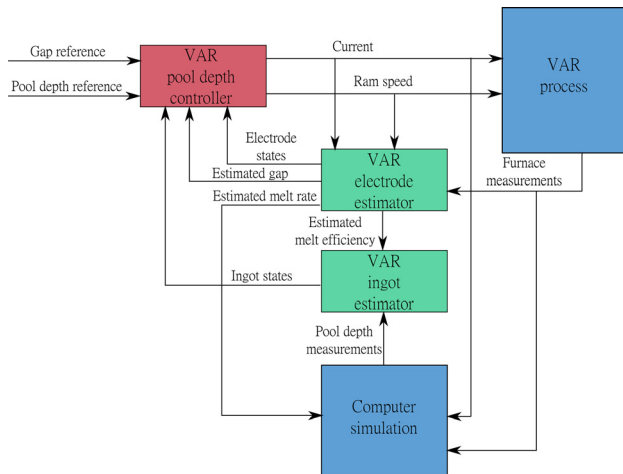 Gap reference
Pool depth reference
VAR
pool depth
controller
Current
Ram speed
VAR
process
Electrode
states
Estimated gap
Estimated melt rate
VAR
electrode
estimator
Furnace
measurements
Estimated
melt efficiency
VAR
ingot
estimator
Ingot states
Pool depth
measurements
Computer
simulation